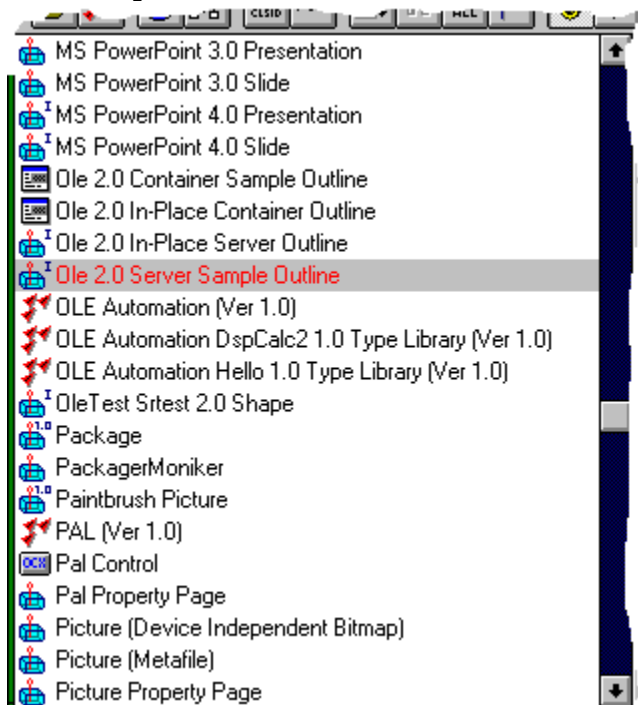 CLSID ALL
MS PowerPoint 3.0 Presentation
MS PowerPoint 3.0 Slide
I MS PowerPoint 4.0 Presentation
I MS PowerPoint 4.0 Slide
Ole 2.0 Container Sample Outline
Ole 2.0 In-Place Container Outline
I Ole 2.0 In-Place Server Outline
I Ole 2.0 Server Sample Outline
OLE Automation (Ver 1.0)
OLE Automation DspCalc2 1.0 Type Library (Ver 1.0)
OLE Automation Hello 1.0 Type Library (Ver 1.0)
I OleTest Srtest 2.0 Shape
1.0 Package
PackagerMoniker
1.0 Paintbrush Picture
PAL (Ver 1.0)
OCX Pal Control
Pal Property Page
Picture (Device Independent Bitmap)
Picture (Metafile)
Picture Property Page